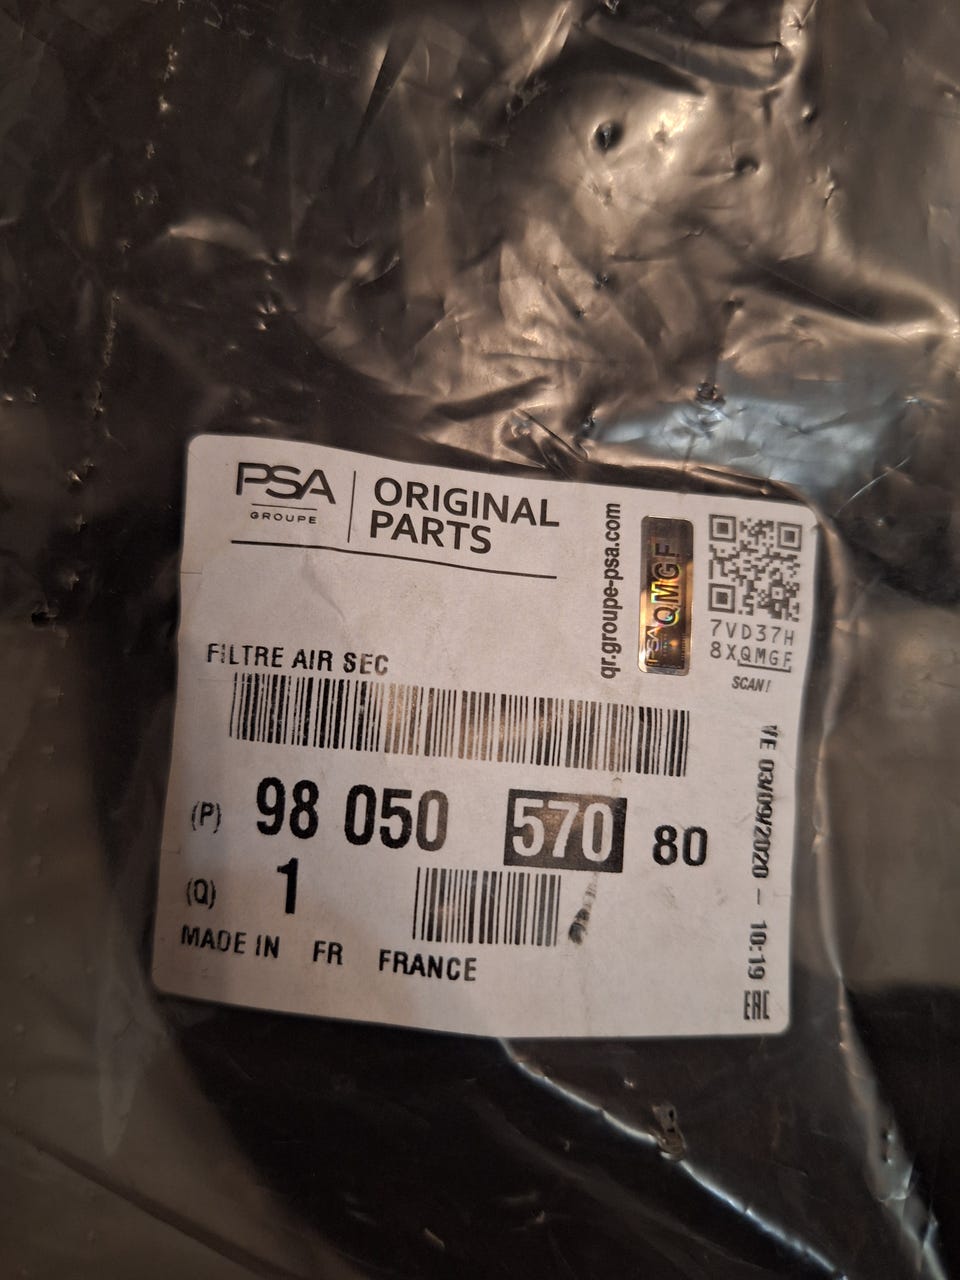 PSA
GROUPE
ORIGINAL
PARTS
qr.groupe-psa.com
PSA QMGF
7VD37H
8XQMGF
SCAN!
FILTRE AIR SEC
(P) 98 050 570 80
(Q) 1
MADE IN FR FRANCE
VE 03/09/2020 - 10:19 EAC